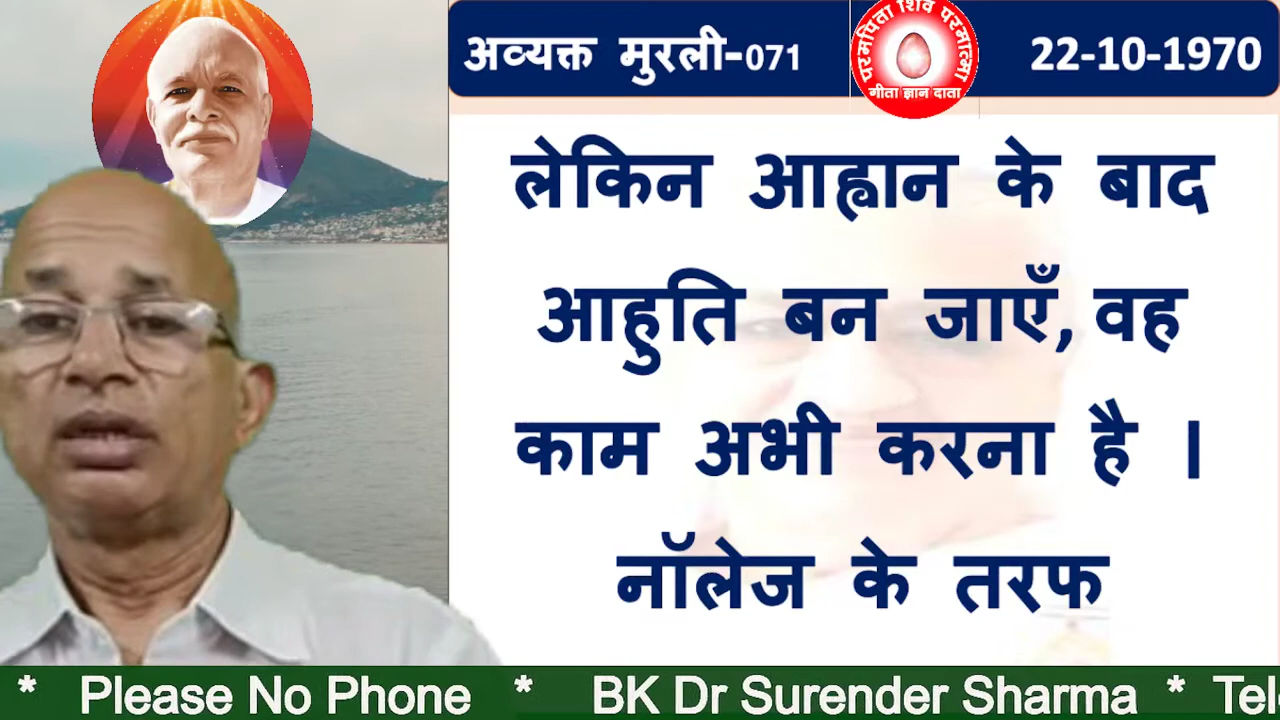 अव्यक्त मुरली-071
परमपिता शिव परमात्मा
गीता ज्ञान दाता
22-10-1970
लेकिन आह्वान के बाद
आहुति बन जाएँ, वह
काम अभी करना है ।
नॉलेज के तरफ
* Please No Phone * BK Dr Surender Sharma *